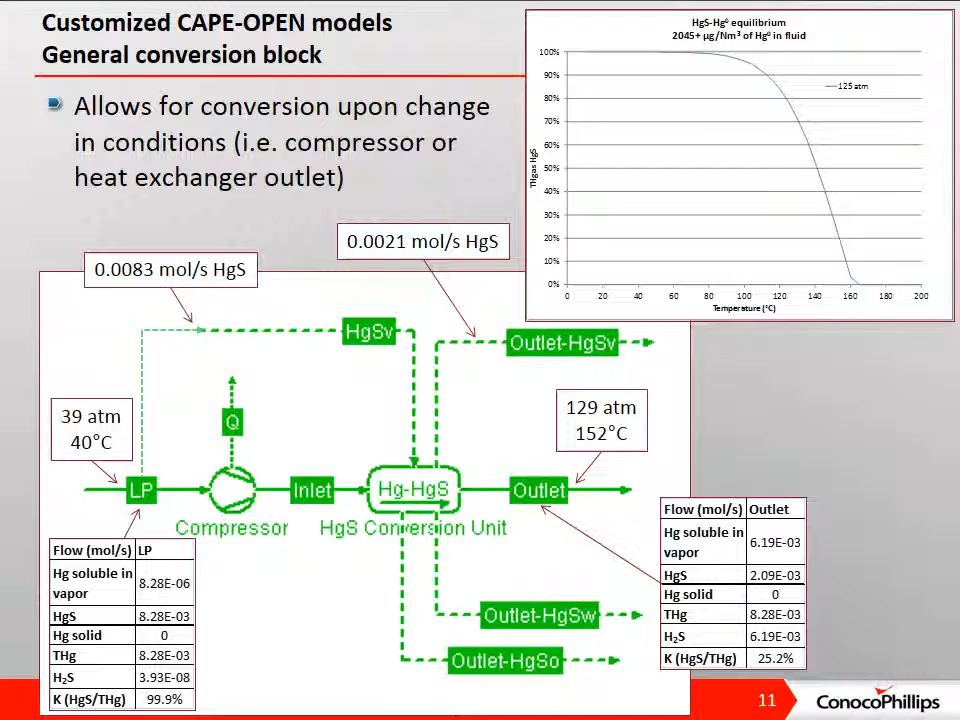 Customized CAPE-OPEN models
General conversion block
Allows for conversion upon change
in conditions (i.e. compressor or
heat exchanger outlet)
HgS-Hg⁰ equilibrium
2045+ µg/Nm³ of Hg⁰ in fluid
100%
90%
80%
70%
60%
50%
40%
30%
20%
10%
0%
THg as HgS
125 atm
0 20 40 60 80 100 120 140 160 180 200
Temperature (°C)
0.0083 mol/s HgS
0.0021 mol/s HgS
HgSv
Outlet-HgSv
39 atm
40°C
Q
129 atm
152°C
LP
Inlet
Hg-HgS
Outlet
Compressor
HgS Conversion Unit
Outlet-HgSw
Outlet-HgSo
Flow (mol/s) LP
Hg soluble in
vapor 8.28E-06
HgS 8.28E-03
Hg solid 0
THg 8.28E-03
H₂S 3.93E-08
K (HgS/THg) 99.9%
Flow (mol/s) Outlet
Hg soluble in
vapor 6.19E-03
HgS 2.09E-03
Hg solid 0
THg 8.28E-03
H₂S 6.19E-03
K (HgS/THg) 25.2%
11
ConocoPhillips